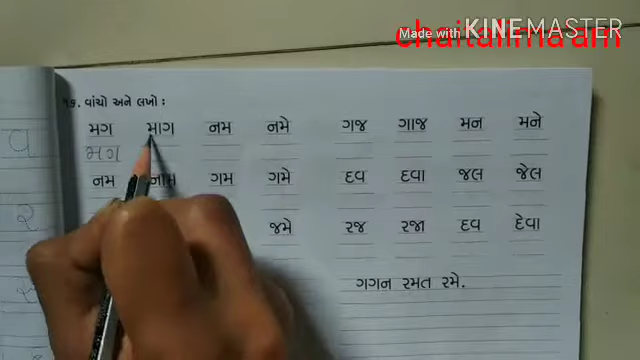 Made with KINEMASTER
chaitalimaam
૧૬. વાંચો અને લખો :
મગ માગ નમ નમે ગજ ગાજ મન મને
મગ
નમ નામ ગમ ગમે દવ દવા જલ જેલ
જમે રજ રજા દવ દેવા
ગગન રમત રમે.
વ
ર